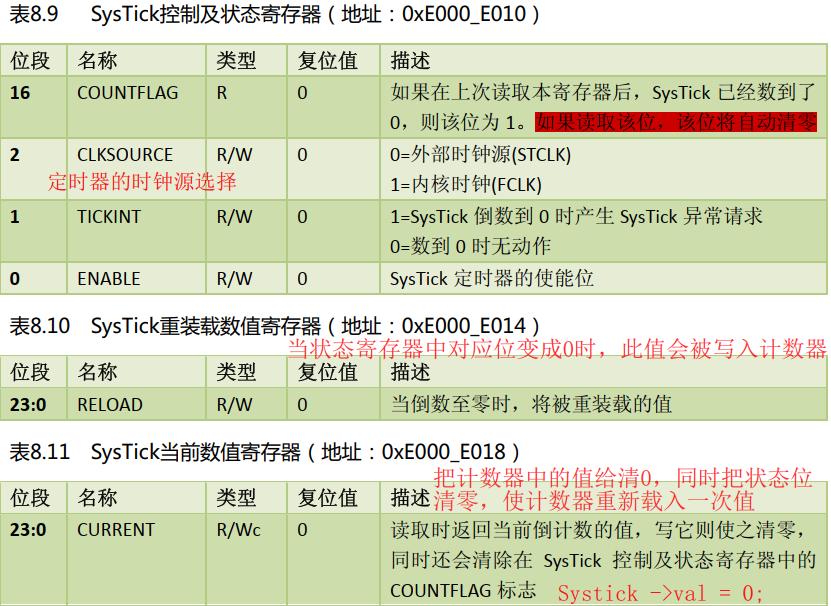 表8.9 SysTick控制及状态寄存器（地址：0xE000_E010）
位段 名称 类型 复位值 描述
16 COUNTFLAG R 0 如果在上次读取本寄存器后，SysTick 已经数到了
0，则该位为 1。如果读取该位，该位将自动清零
2 CLKSOURCE R/W 0 0=外部时钟源(STCLK)
定时器的时钟源选择 1=内核时钟(FCLK)
1 TICKINT R/W 0 1=SysTick 倒数到 0 时产生 SysTick 异常请求
0=数到 0 时无动作
0 ENABLE R/W 0 SysTick 定时器的使能位
表8.10 SysTick重装载数值寄存器（地址：0xE000_E014）
当状态寄存器中对应位变成0时，此值会被写入计数器
位段 名称 类型 复位值 描述
23:0 RELOAD R/W 0 当倒数至零时，将被重装载的值
表8.11 SysTick当前数值寄存器（地址：0xE000_E018）
把计数器中的值给清0，同时把状态位
位段 名称 类型 复位值 描述 清零，使计数器重新载入一次值
23:0 CURRENT R/Wc 0 读取时返回当前倒计数的值，写它则使之清零，
同时还会清除在 SysTick 控制及状态寄存器中的
COUNTFLAG 标志 Systick ->val = 0;